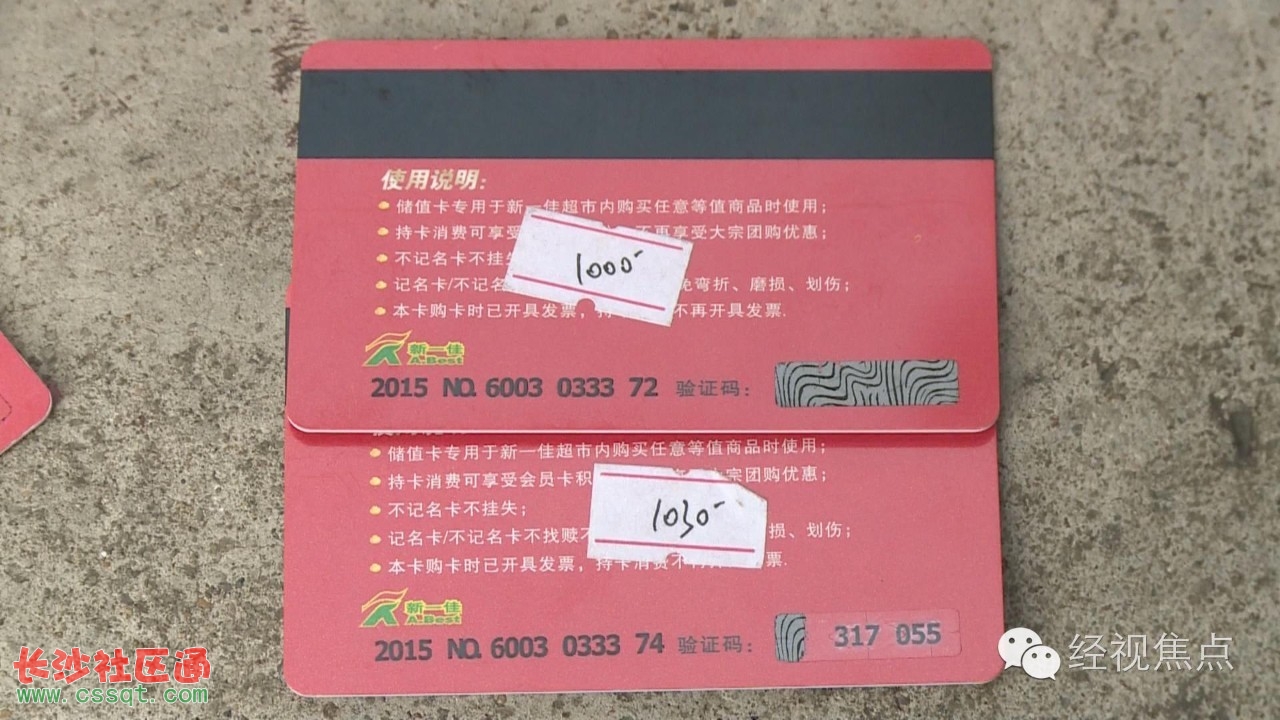 使用说明:
储值卡专用于新一佳超市内购买任意等值商品时使用;
持卡消费可享受 不再享受大宗团购优惠;
不记名卡不挂失
记名卡/不记名 免弯折、磨损、划伤;
本卡购卡时已开具发票,持 不再开具发票.
1000-
新一佳
A.Best
2015 NO. 6003 0333 72 验证码:
储值卡专用于新一佳超市内购买任意等值商品时使用;
持卡消费可享受会员卡积 大宗团购优惠;
不记名卡不挂失;
记名卡/不记名卡不找赎不 损、划伤;
本卡购卡时已开具发票,持卡消费不 票.
1030-
新一佳
A.Best
2015 NO. 6003 0333 74 验证码: 317 055
长沙社区通
www.cssqt.com
经视焦点